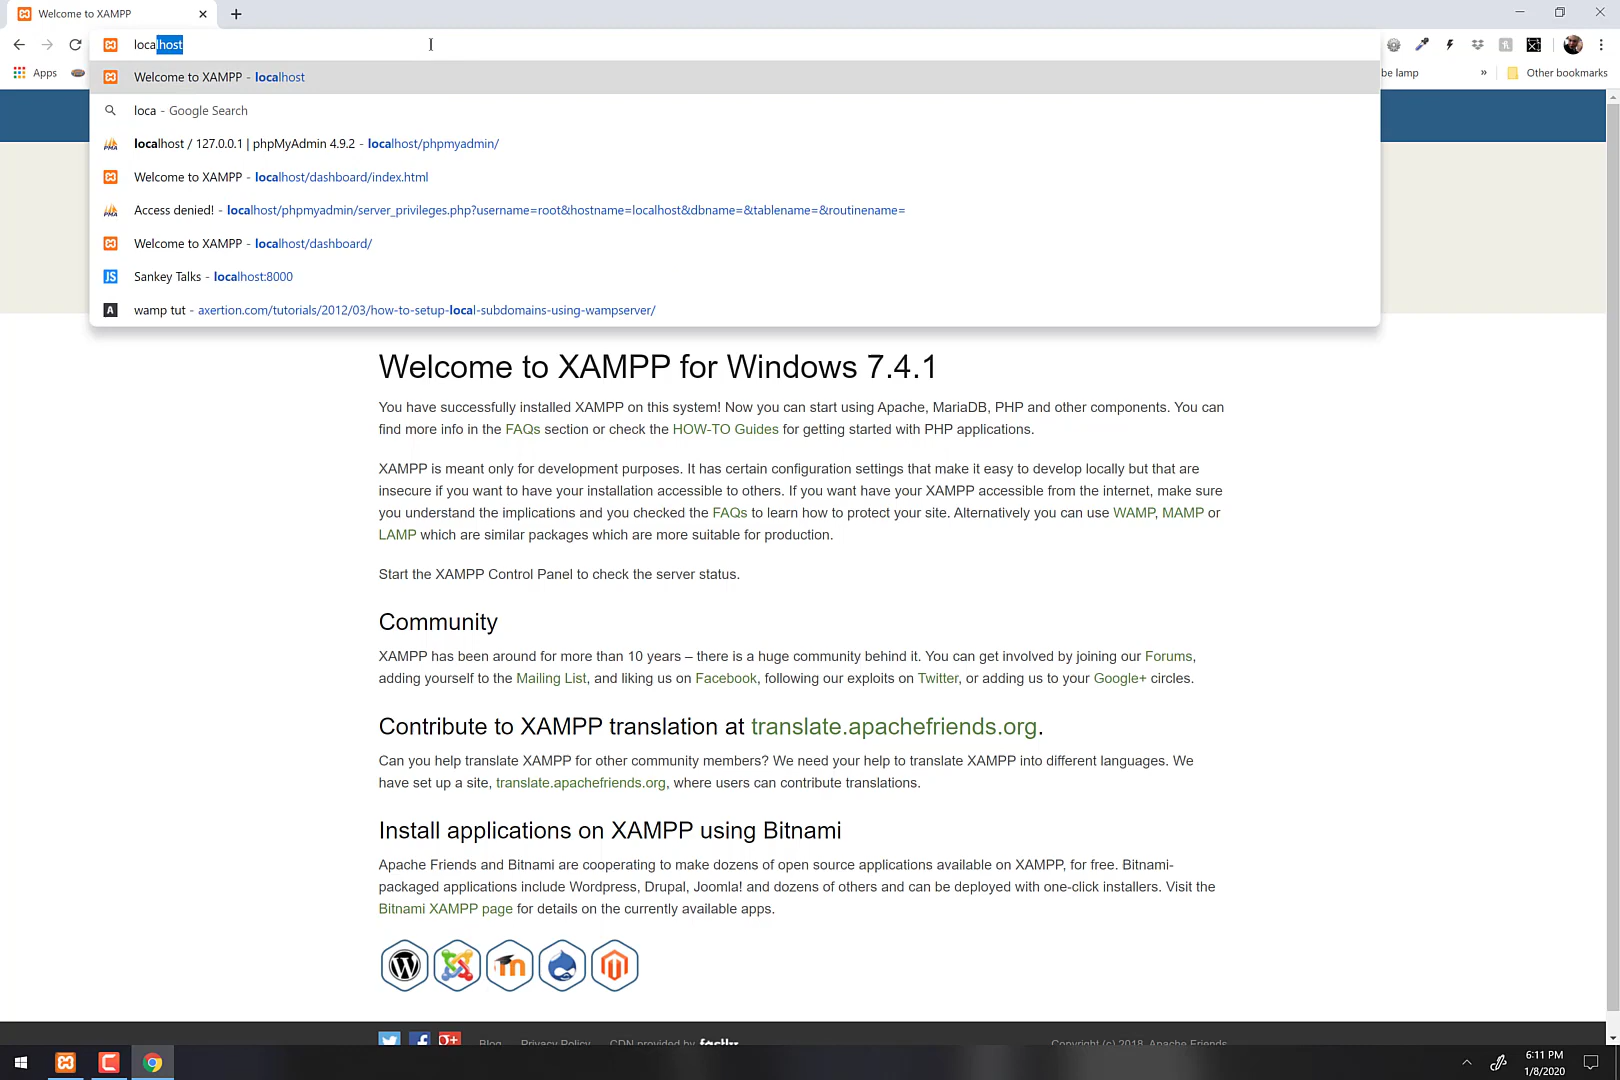 Welcome to XAMPP
localhost
Welcome to XAMPP - localhost
be lamp
»
Other bookmarks
Apps
loca - Google Search
localhost / 127.0.0.1 | phpMyAdmin 4.9.2 - localhost/phpmyadmin/
Welcome to XAMPP - localhost/dashboard/index.html
Access denied! - localhost/phpmyadmin/server_privileges.php?username=root&hostname=localhost&dbname=&tablename=&routinename=
Welcome to XAMPP - localhost/dashboard/
JS Sankey Talks - localhost:8000
A wamp tut - axertion.com/tutorials/2012/03/how-to-setup-local-subdomains-using-wampserver/
Welcome to XAMPP for Windows 7.4.1
You have successfully installed XAMPP on this system! Now you can start using Apache, MariaDB, PHP and other components. You can
find more info in the FAQs section or check the HOW-TO Guides for getting started with PHP applications.
XAMPP is meant only for development purposes. It has certain configuration settings that make it easy to develop locally but that are
insecure if you want to have your installation accessible to others. If you want have your XAMPP accessible from the internet, make sure
you understand the implications and you checked the FAQs to learn how to protect your site. Alternatively you can use WAMP, MAMP or
LAMP which are similar packages which are more suitable for production.
Start the XAMPP Control Panel to check the server status.
Community
XAMPP has been around for more than 10 years – there is a huge community behind it. You can get involved by joining our Forums,
adding yourself to the Mailing List, and liking us on Facebook, following our exploits on Twitter, or adding us to your Google+ circles.
Contribute to XAMPP translation at translate.apachefriends.org.
Can you help translate XAMPP for other community members? We need your help to translate XAMPP into different languages. We
have set up a site, translate.apachefriends.org, where users can contribute translations.
Install applications on XAMPP using Bitnami
Apache Friends and Bitnami are cooperating to make dozens of open source applications available on XAMPP, for free. Bitnami-
packaged applications include Wordpress, Drupal, Joomla! and dozens of others and can be deployed with one-click installers. Visit the
Bitnami XAMPP page for details on the currently available apps.
Blog Privacy Policy CDN provided by fastly
Copyright (c) 2018, Apache Friends
6:11 PM
1/8/2020